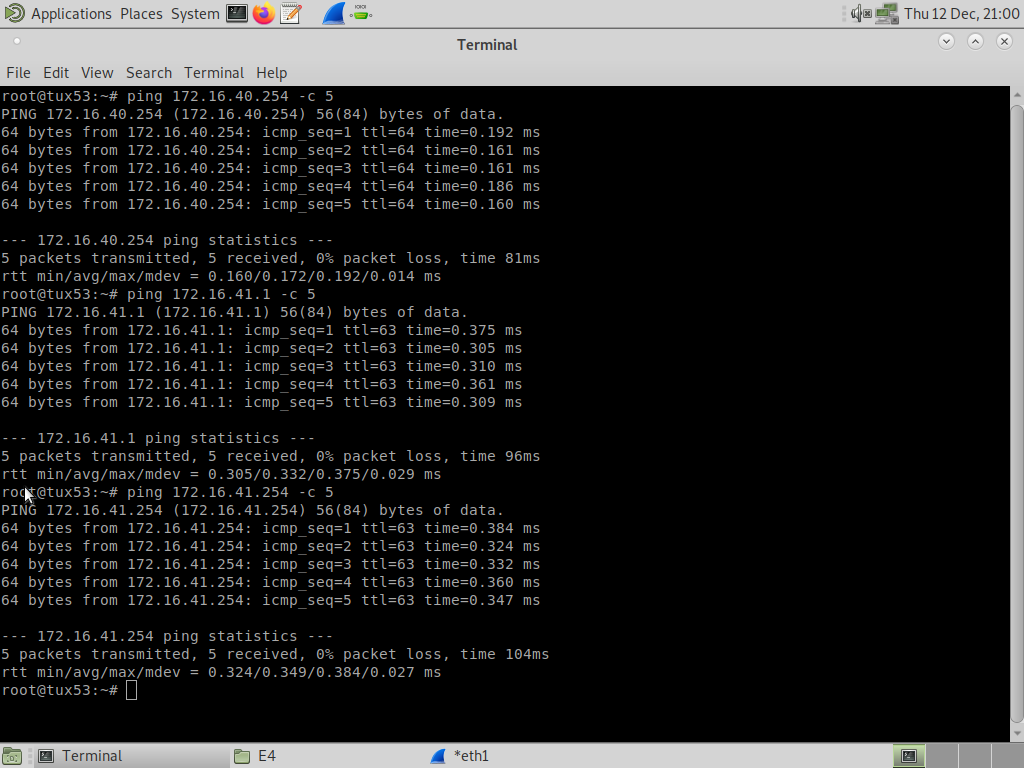 Applications Places System Thu 12 Dec, 21:00
Terminal
File Edit View Search Terminal Help
root@tux53:~# ping 172.16.40.254 -c 5
PING 172.16.40.254 (172.16.40.254) 56(84) bytes of data.
64 bytes from 172.16.40.254: icmp_seq=1 ttl=64 time=0.192 ms
64 bytes from 172.16.40.254: icmp_seq=2 ttl=64 time=0.161 ms
64 bytes from 172.16.40.254: icmp_seq=3 ttl=64 time=0.161 ms
64 bytes from 172.16.40.254: icmp_seq=4 ttl=64 time=0.186 ms
64 bytes from 172.16.40.254: icmp_seq=5 ttl=64 time=0.160 ms
--- 172.16.40.254 ping statistics ---
5 packets transmitted, 5 received, 0% packet loss, time 81ms
rtt min/avg/max/mdev = 0.160/0.172/0.192/0.014 ms
root@tux53:~# ping 172.16.41.1 -c 5
PING 172.16.41.1 (172.16.41.1) 56(84) bytes of data.
64 bytes from 172.16.41.1: icmp_seq=1 ttl=63 time=0.375 ms
64 bytes from 172.16.41.1: icmp_seq=2 ttl=63 time=0.305 ms
64 bytes from 172.16.41.1: icmp_seq=3 ttl=63 time=0.310 ms
64 bytes from 172.16.41.1: icmp_seq=4 ttl=63 time=0.361 ms
64 bytes from 172.16.41.1: icmp_seq=5 ttl=63 time=0.309 ms
--- 172.16.41.1 ping statistics ---
5 packets transmitted, 5 received, 0% packet loss, time 96ms
rtt min/avg/max/mdev = 0.305/0.332/0.375/0.029 ms
root@tux53:~# ping 172.16.41.254 -c 5
PING 172.16.41.254 (172.16.41.254) 56(84) bytes of data.
64 bytes from 172.16.41.254: icmp_seq=1 ttl=63 time=0.384 ms
64 bytes from 172.16.41.254: icmp_seq=2 ttl=63 time=0.324 ms
64 bytes from 172.16.41.254: icmp_seq=3 ttl=63 time=0.332 ms
64 bytes from 172.16.41.254: icmp_seq=4 ttl=63 time=0.360 ms
64 bytes from 172.16.41.254: icmp_seq=5 ttl=63 time=0.347 ms
--- 172.16.41.254 ping statistics ---
5 packets transmitted, 5 received, 0% packet loss, time 104ms
rtt min/avg/max/mdev = 0.324/0.349/0.384/0.027 ms
root@tux53:~#
Terminal E4 *eth1